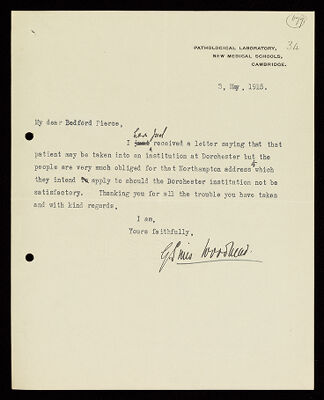 PATHOLOGICAL LABORATORY,
NEW MEDICAL SCHOOLS,
CAMBRIDGE.
34
3, May, 1915.
My dear Bedford Pierce,
have just
I received a letter saying that that
patient may be taken into an institution at Dorchester but the
people are very much obliged for that Northampton address of which
they intend to apply to should the Dorchester institution not be
satisfactory. Thanking you for all the trouble you have taken
and with kind regards,
I am,
Yours faithfully,
G. Sims Woodhead.